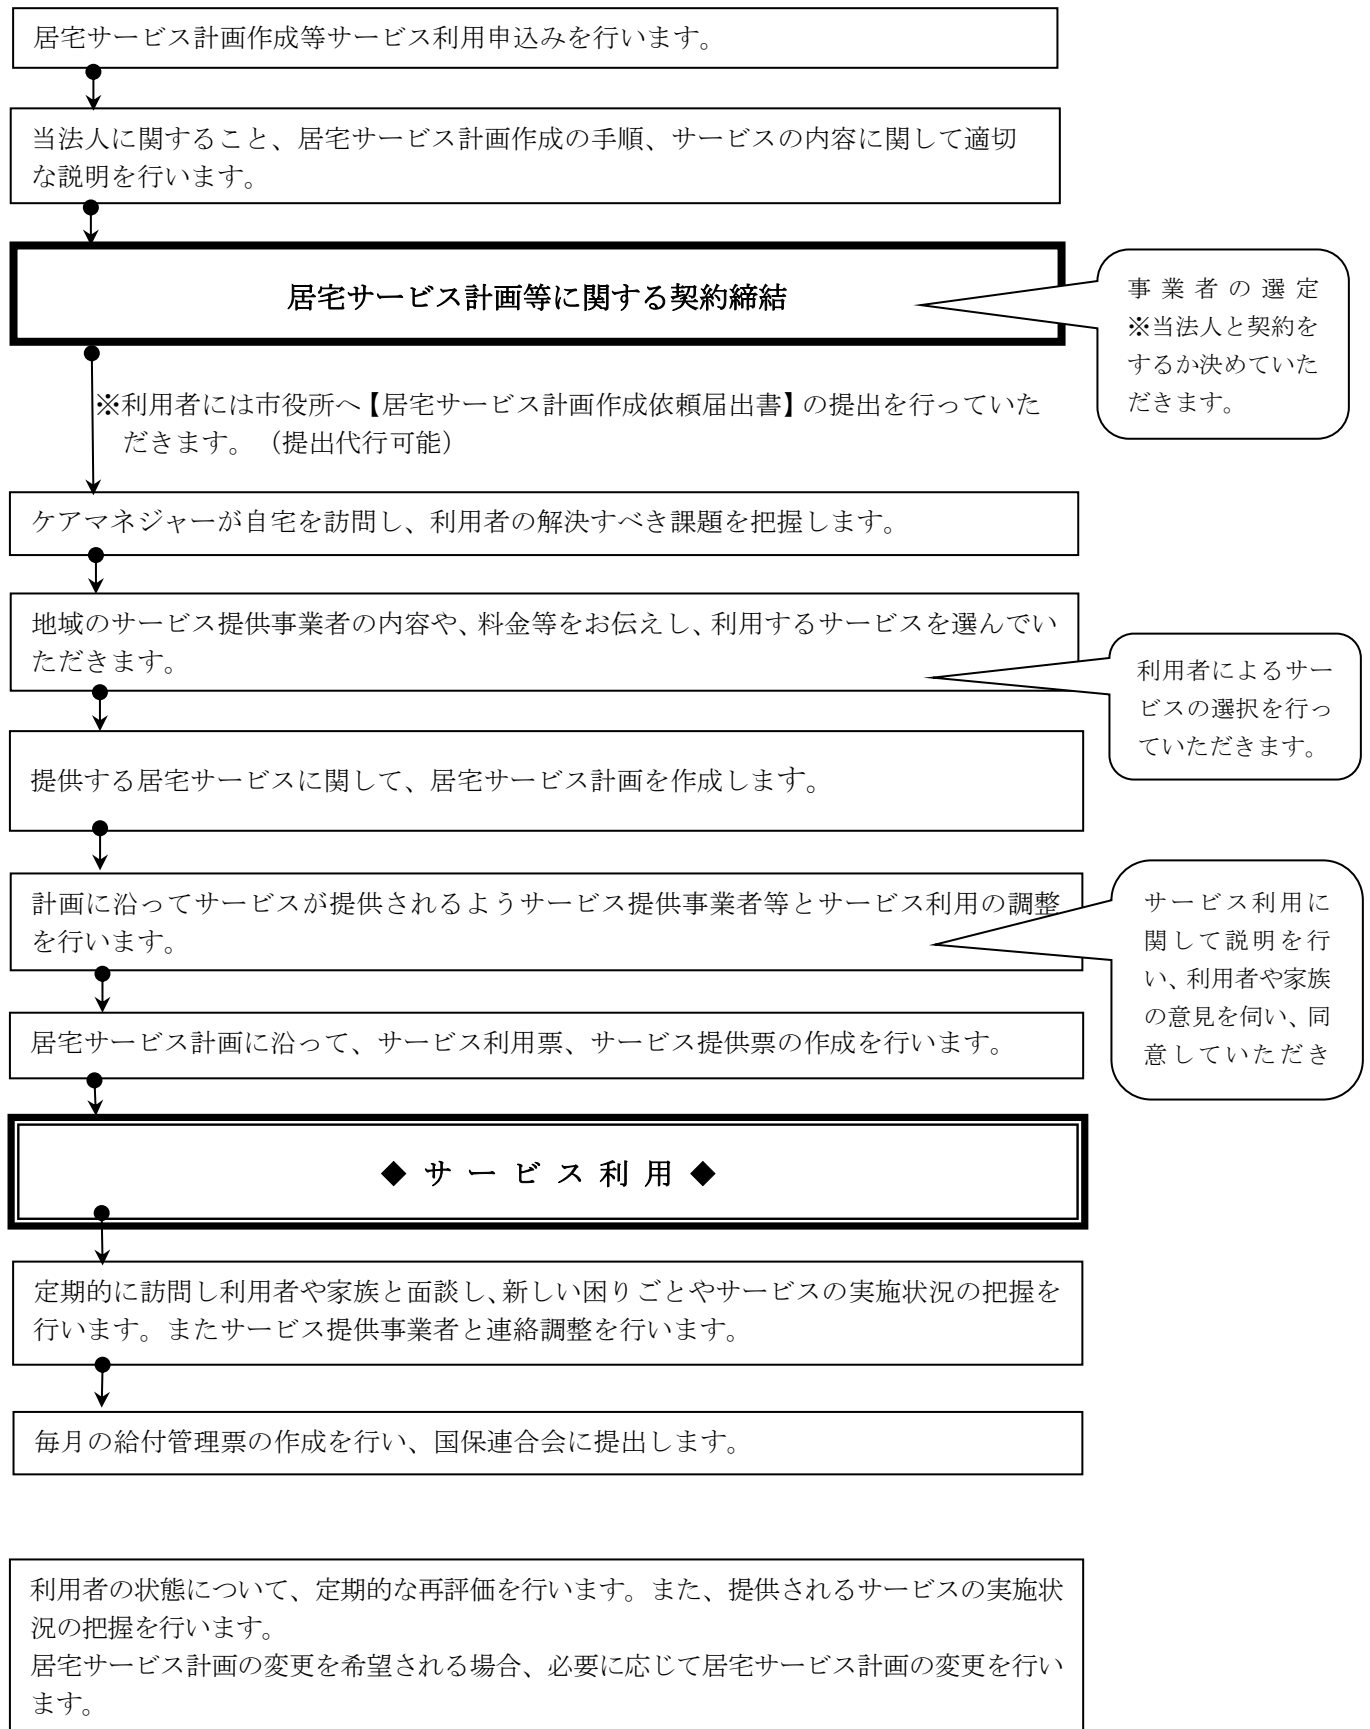 居宅サービス計画作成等サービス利用申込みを行います。
当法人に関すること、居宅サービス計画作成の手順、サービスの内容に関して適切
な説明を行います。
居宅サービス計画等に関する契約締結
事業者の選定
※当法人と契約を
するか決めていた
だきます。
※利用者には市役所へ【居宅サービス計画作成依頼届出書】の提出を行っていた
だきます。（提出代行可能）
ケアマネジャーが自宅を訪問し、利用者の解決すべき課題を把握します。
地域のサービス提供事業者の内容や、料金等をお伝えし、利用するサービスを選んでい
ただきます。
利用者によるサー
ビスの選択を行っ
ていただきます。
提供する居宅サービスに関して、居宅サービス計画を作成します。
計画に沿ってサービスが提供されるようサービス提供事業者等とサービス利用の調整
を行います。
サービス利用に
関して説明を行
い、利用者や家族
の意見を伺い、同
意していただき
居宅サービス計画に沿って、サービス利用票、サービス提供票の作成を行います。
◆サービス利用◆
定期的に訪問し利用者や家族と面談し、新しい困りごとやサービスの実施状況の把握を
行います。またサービス提供事業者と連絡調整を行います。
毎月の給付管理票の作成を行い、国保連合会に提出します。
利用者の状態について、定期的な再評価を行います。また、提供されるサービスの実施状
況の把握を行います。
居宅サービス計画の変更を希望される場合、必要に応じて居宅サービス計画の変更を行い
ます。